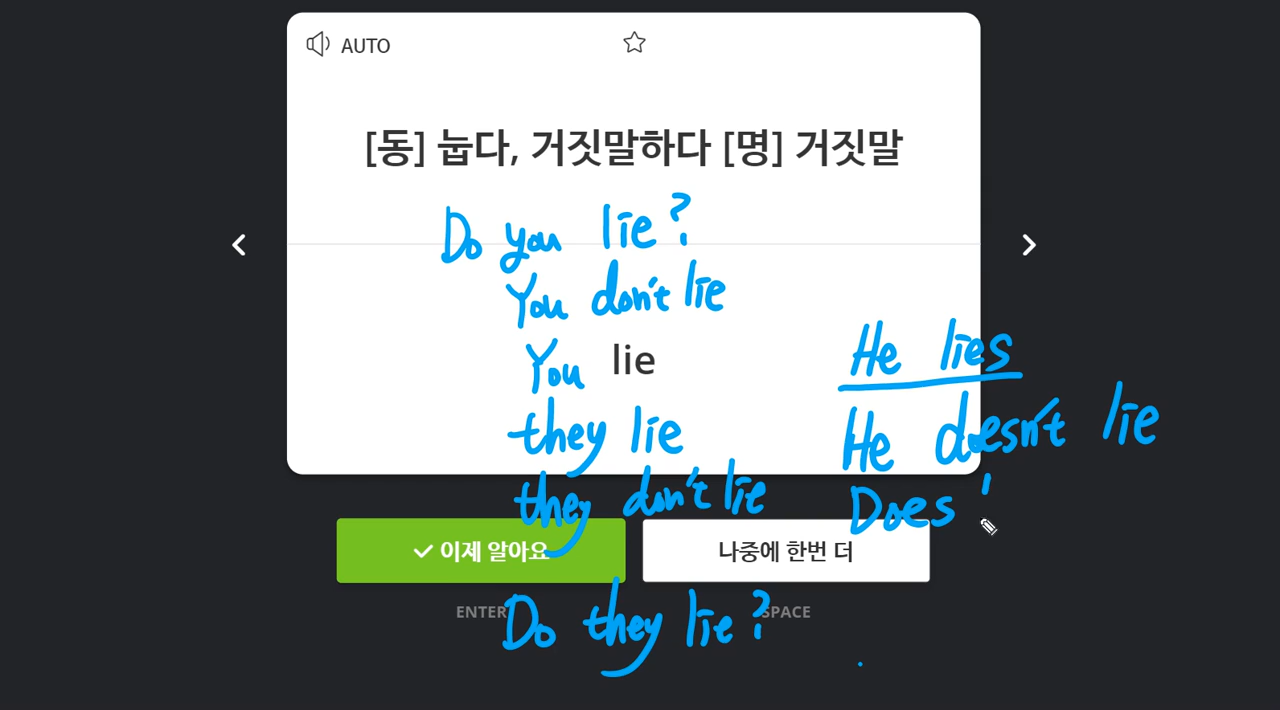 AUTO
[동] 눕다, 거짓말하다 [명] 거짓말
Do you lie?
You don't lie
You lie
they lie
they don't lie
Do they lie?
He lies
He doesn't lie
Does
✓ 이제 알아요
나중에 한번 더
ENTER
SPACE